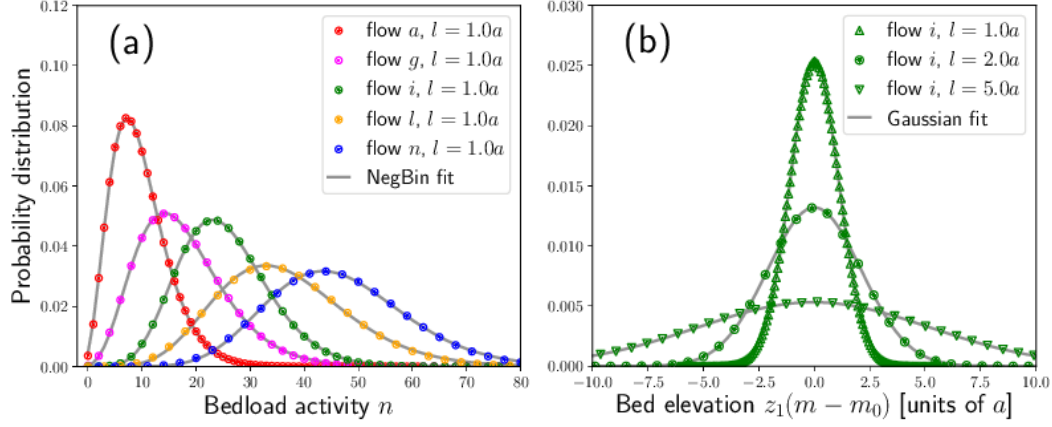 (a)
flow a, l = 1.0a
flow g, l = 1.0a
flow i, l = 1.0a
flow l, l = 1.0a
flow n, l = 1.0a
NegBin fit
Probability distribution
0.12
0.10
0.08
0.06
0.04
0.02
0.00
0 10 20 30 40 50 60 70 80
Bedload activity n
(b)
flow i, l = 1.0a
flow i, l = 2.0a
flow i, l = 5.0a
Gaussian fit
0.030
0.025
0.020
0.015
0.010
0.005
0.000
−10.0 −7.5 −5.0 −2.5 0.0 2.5 5.0 7.5 10.0
Bed elevation z₁(m − m₀) [units of a]